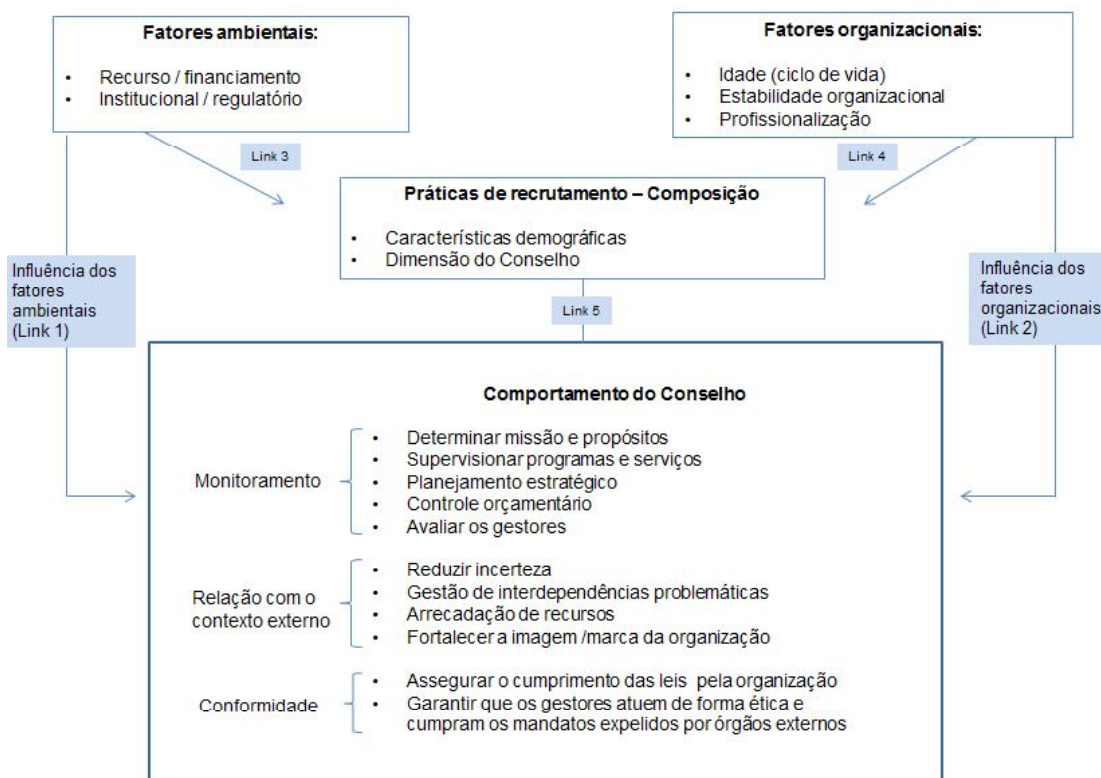 Fatores ambientais:
• Recurso / financiamento
• Institucional / regulatório
Fatores organizacionais:
• Idade (ciclo de vida)
• Estabilidade organizacional
• Profissionalização
Link 3
Link 4
Práticas de recrutamento – Composição
• Características demográficas
• Dimensão do Conselho
Influência dos
fatores
ambientais
(Link 1)
Influência dos
fatores
organizacionais
(Link 2)
Link 5
Comportamento do Conselho
Monitoramento
• Determinar missão e propósitos
• Supervisionar programas e serviços
• Planejamento estratégico
• Controle orçamentário
• Avaliar os gestores
Relação com o
contexto externo
• Reduzir incerteza
• Gestão de interdependências problemáticas
• Arrecadação de recursos
• Fortalecer a imagem /marca da organização
Conformidade
• Assegurar o cumprimento das leis pela organização
• Garantir que os gestores atuem de forma ética e
cumpram os mandatos expelidos por órgãos externos